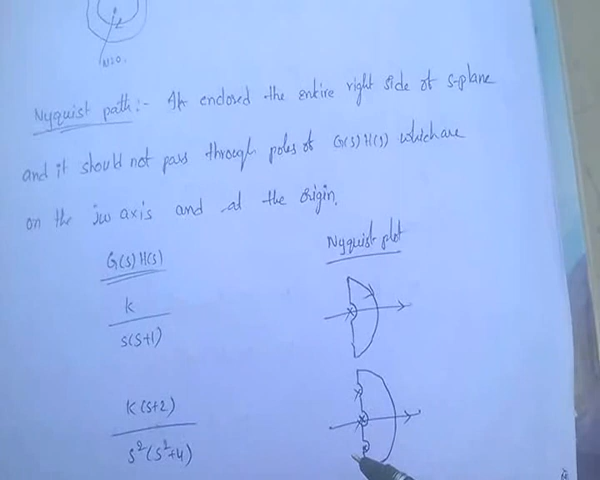 N=0.
Nyquist path:- It enclosed the entire right side of s-plane
and it should not pass through poles of G(s)H(s) which are
on the jω axis and at the origin.
G(s)H(s) Nyquist plot
K
S(S+1)
K(S+2)
S²(S²+4)